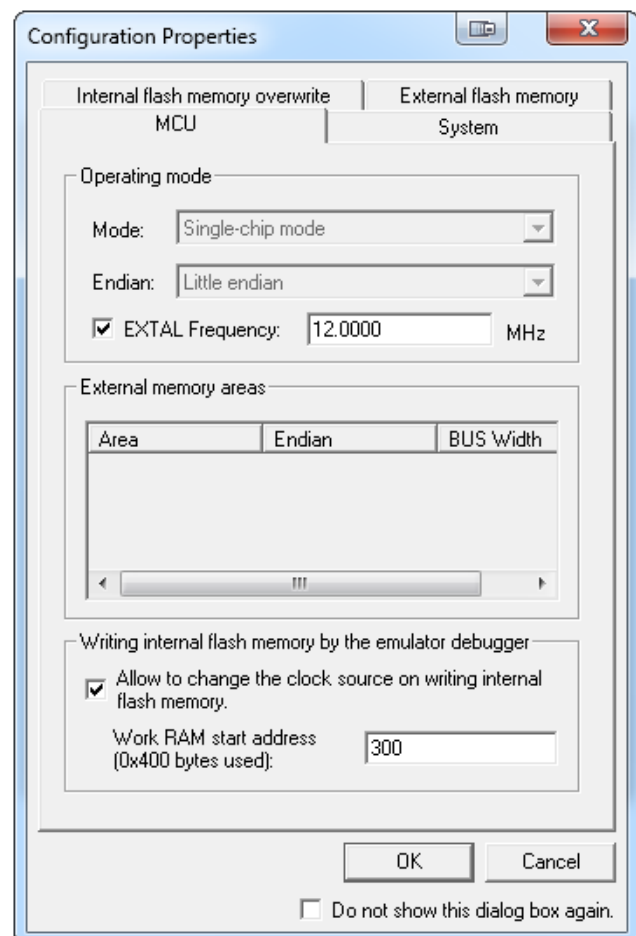 Configuration Properties
Internal flash memory overwrite
External flash memory
MCU
System
Operating mode
Mode: Single-chip mode
Endian: Little endian
EXTAL Frequency: 12.0000 MHz
External memory areas
Area Endian BUS Width
Writing internal flash memory by the emulator debugger
Allow to change the clock source on writing internal
flash memory.
Work RAM start address
(0x400 bytes used): 300
OK Cancel
Do not show this dialog box again.